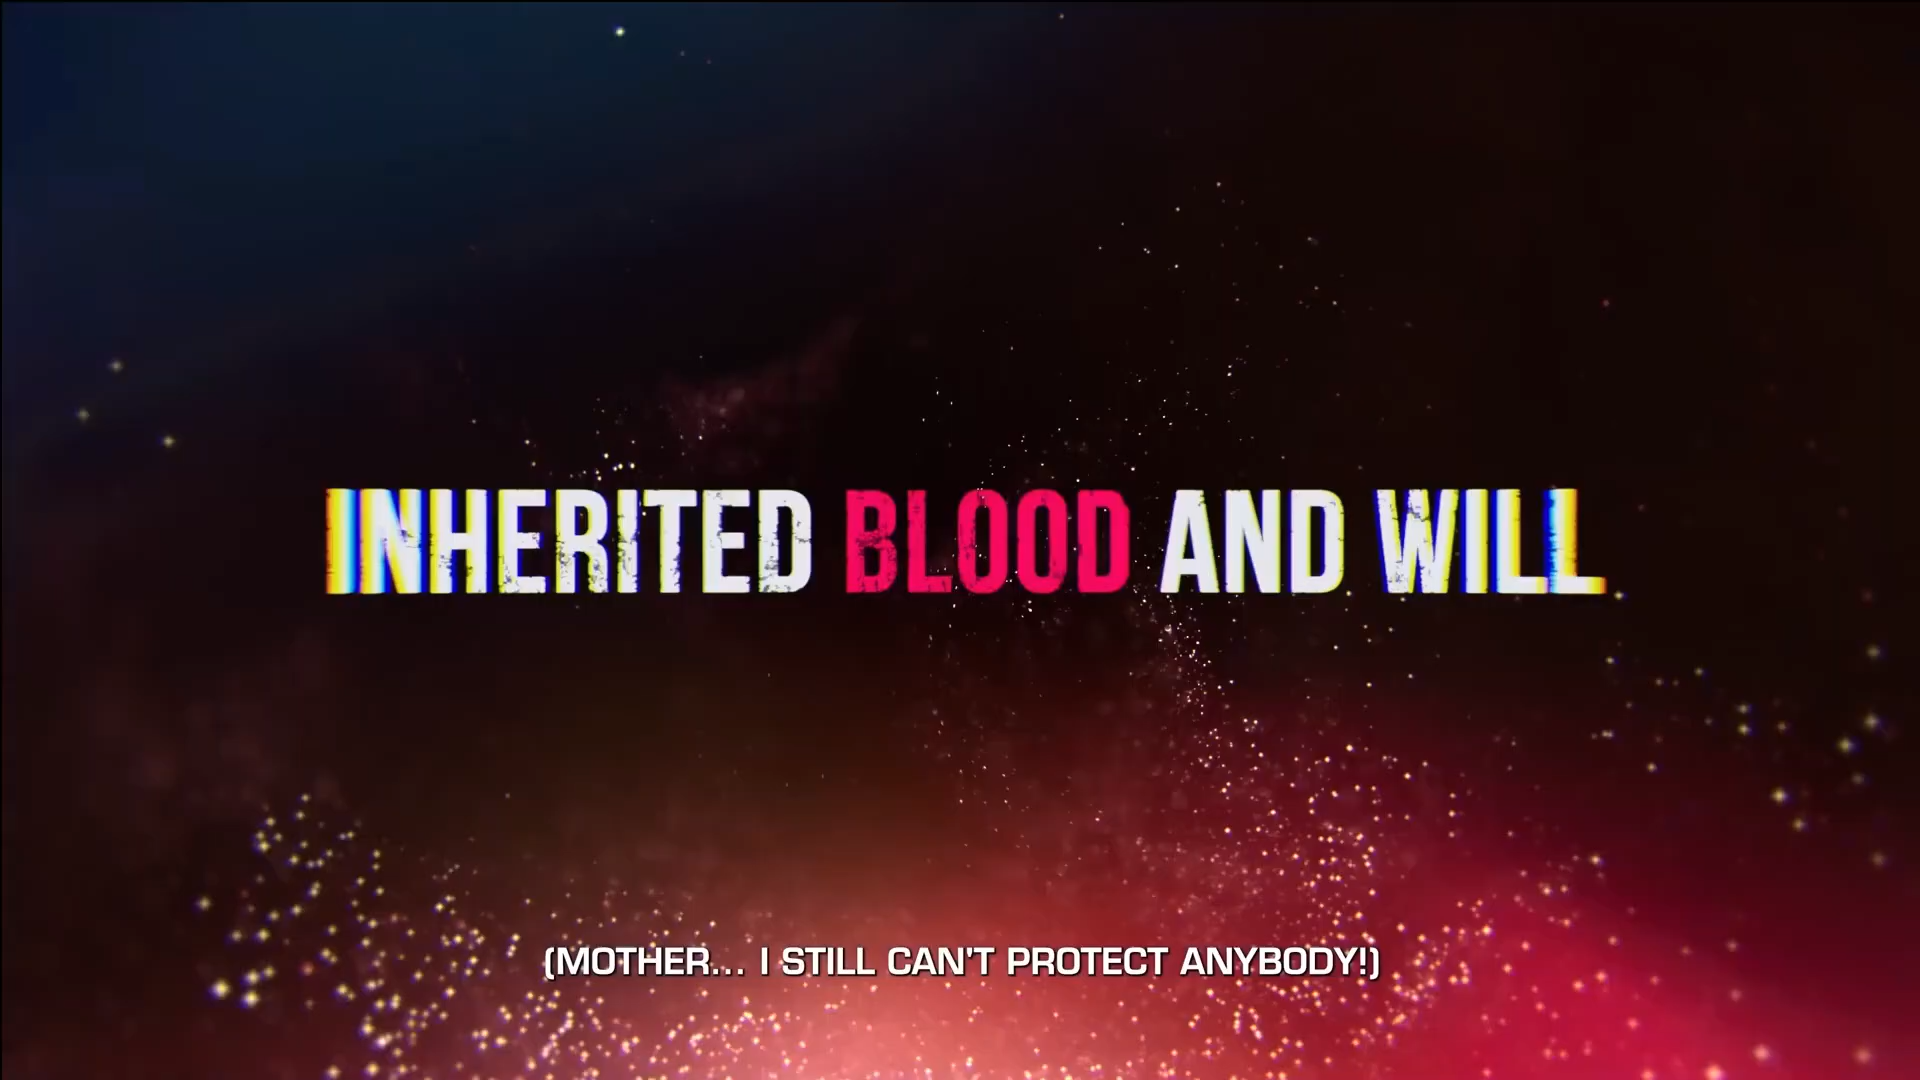 INHERITED BLOOD AND WILL
(MOTHER... I STILL CAN'T PROTECT ANYBODY!)